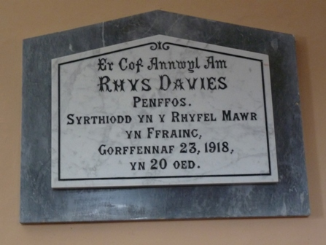 Er Cof Annwyl Am
Rhys Davies
Penffos.
Syrthiodd yn y Rhyfel Mawr
yn Ffrainc,
Gorffennaf 23, 1918,
yn 20 oed.